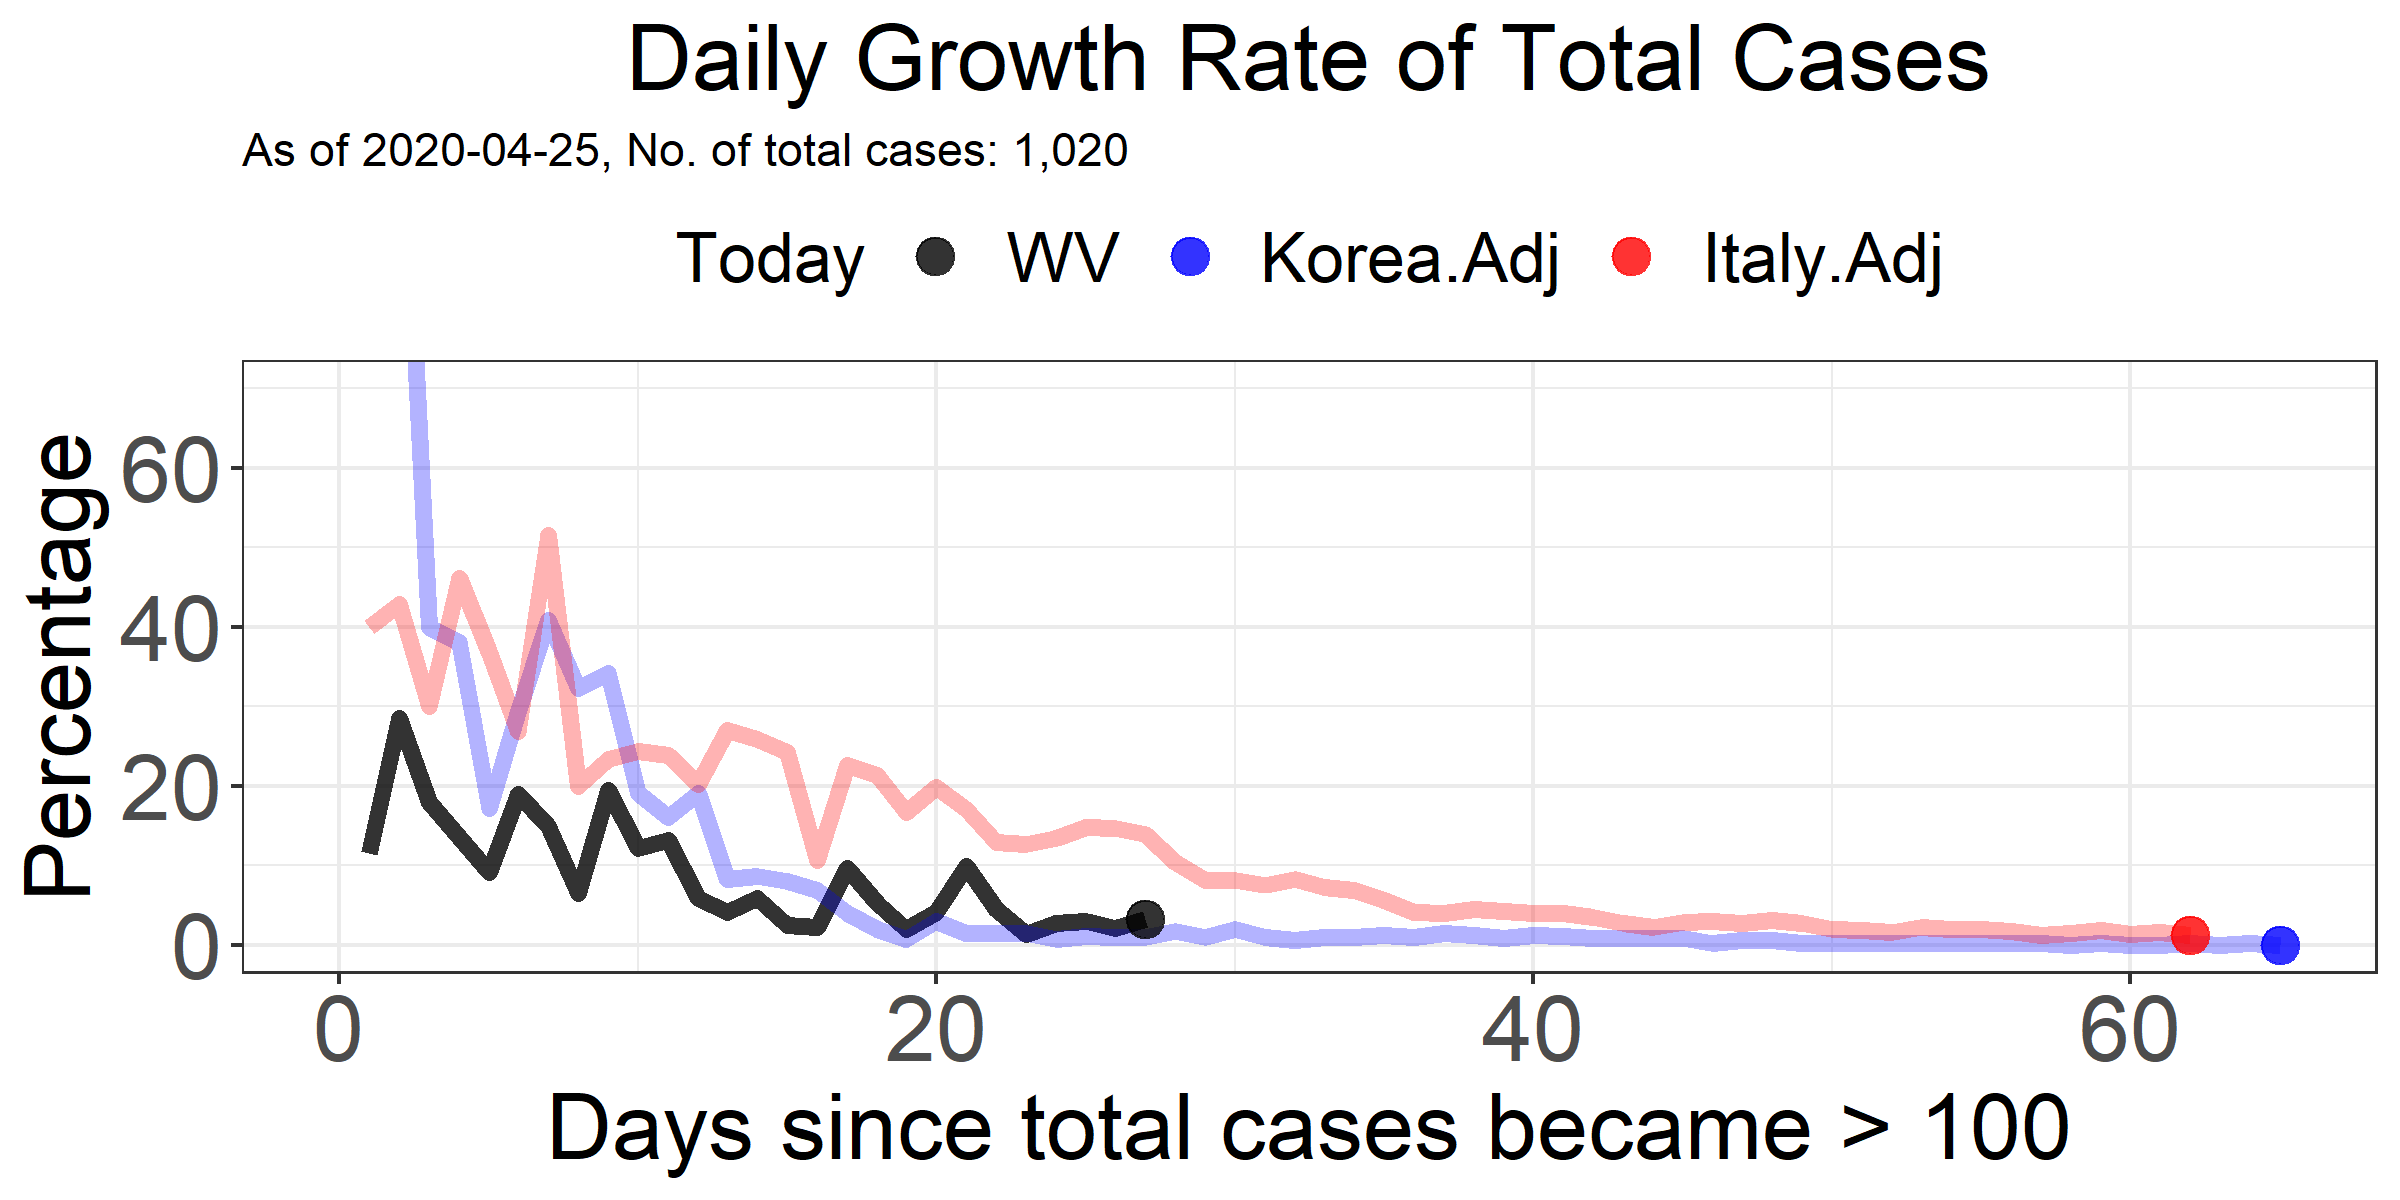 Daily Growth Rate of Total Cases
As of 2020-04-25, No. of total cases: 1,020
Today WV Korea.Adj Italy.Adj
Percentage
60
40
20
0
0 20 40 60
Days since total cases became > 100